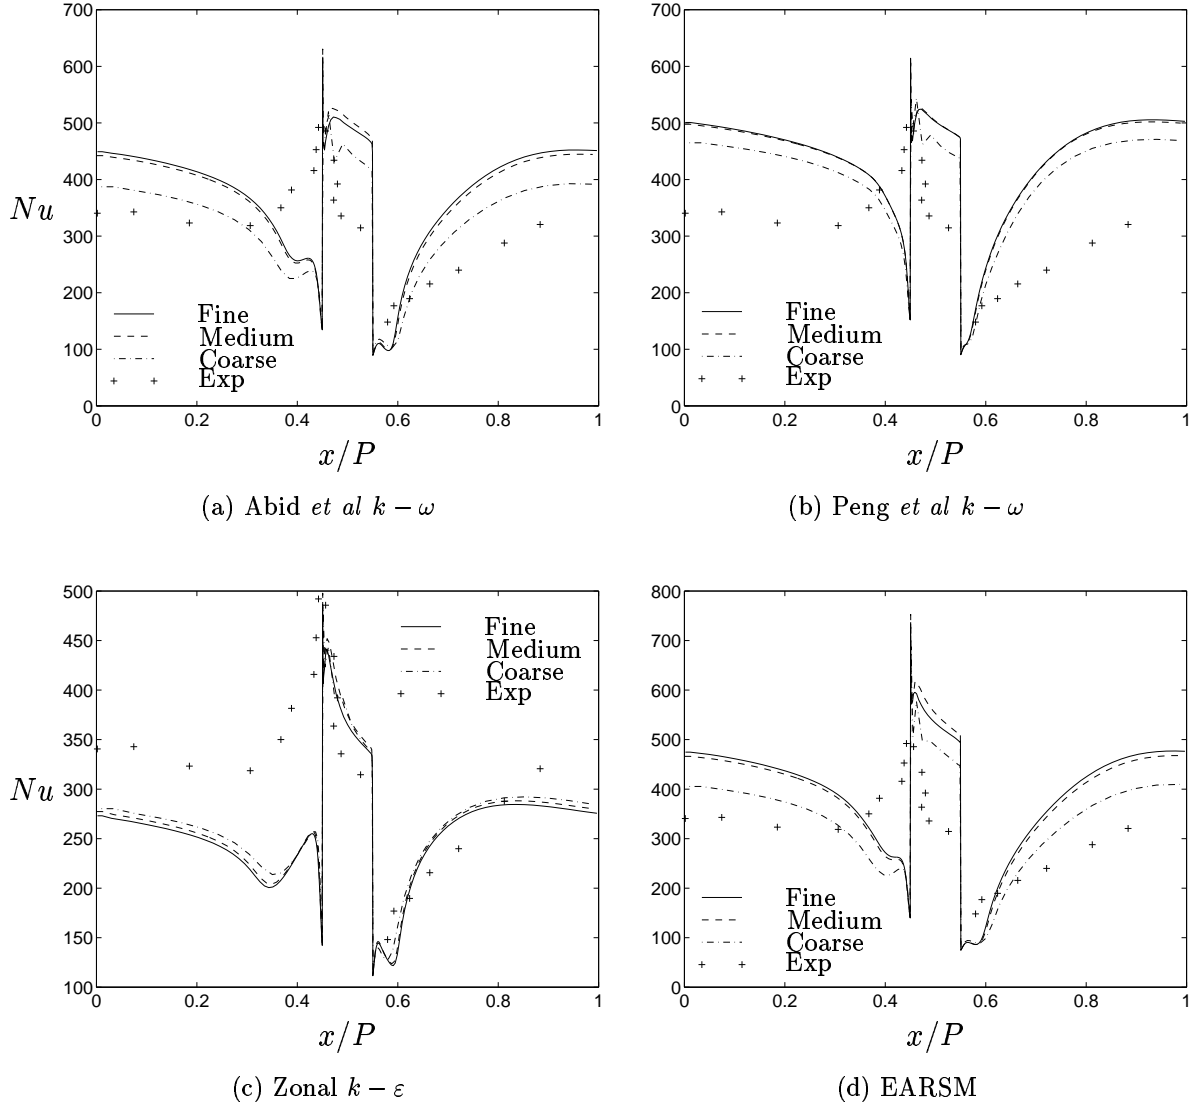 700
600
500
400
300
200
100
0
Nu
0
0.2
0.4
0.6
0.8
1
x/P
Fine
Medium
Coarse
Exp
(a) Abid et al k − ω
700
600
500
400
300
200
100
0
0
0.2
0.4
0.6
0.8
1
x/P
Fine
Medium
Coarse
Exp
(b) Peng et al k − ω
500
450
400
350
300
250
200
150
100
Nu
0
0.2
0.4
0.6
0.8
1
x/P
Fine
Medium
Coarse
Exp
(c) Zonal k − ε
800
700
600
500
400
300
200
100
0
0
0.2
0.4
0.6
0.8
1
x/P
Fine
Medium
Coarse
Exp
(d) EARSM